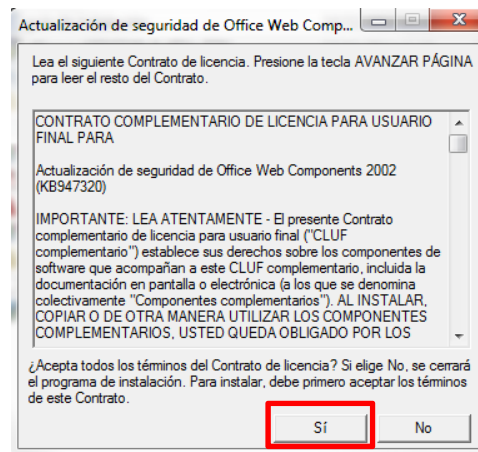 Actualización de seguridad de Office Web Comp...
Lea el siguiente Contrato de licencia. Presione la tecla AVANZAR PÁGINA
para leer el resto del Contrato.
CONTRATO COMPLEMENTARIO DE LICENCIA PARA USUARIO
FINAL PARA
Actualización de seguridad de Office Web Components 2002
(KB947320)
IMPORTANTE: LEA ATENTAMENTE - El presente Contrato
complementario de licencia para usuario final ("CLUF
complementario") establece sus derechos sobre los componentes de
software que acompañan a este CLUF complementario, incluida la
documentación en pantalla o electrónica (a los que se denomina
colectivamente "Componentes complementarios"). AL INSTALAR,
COPIAR O DE OTRA MANERA UTILIZAR LOS COMPONENTES
COMPLEMENTARIOS, USTED QUEDA OBLIGADO POR LOS
¿Acepta todos los términos del Contrato de licencia? Si elige No, se cerrará
el programa de instalación. Para instalar, debe primero aceptar los términos
de este Contrato.
Sí No